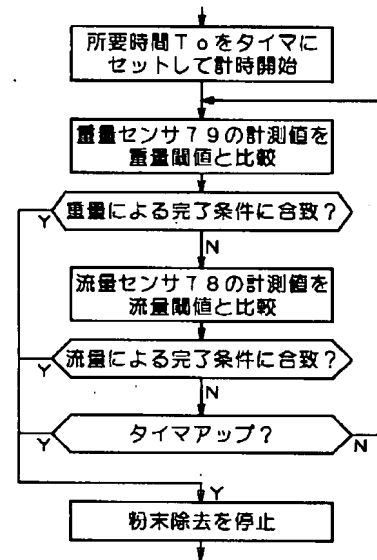 所要時間Toをタイマに
セットして計時開始
重量センサ79の計測値を
重量閾値と比較
重量による完了条件に合致?
Y
N
流量センサ78の計測値を
流量閾値と比較
流量による完了条件に合致?
Y
N
タイマアップ?
Y
N
Y
粉末除去を停止